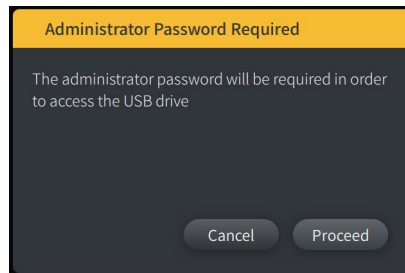 Administrator Password Required
The administrator password will be required in order
to access the USB drive
Cancel
Proceed